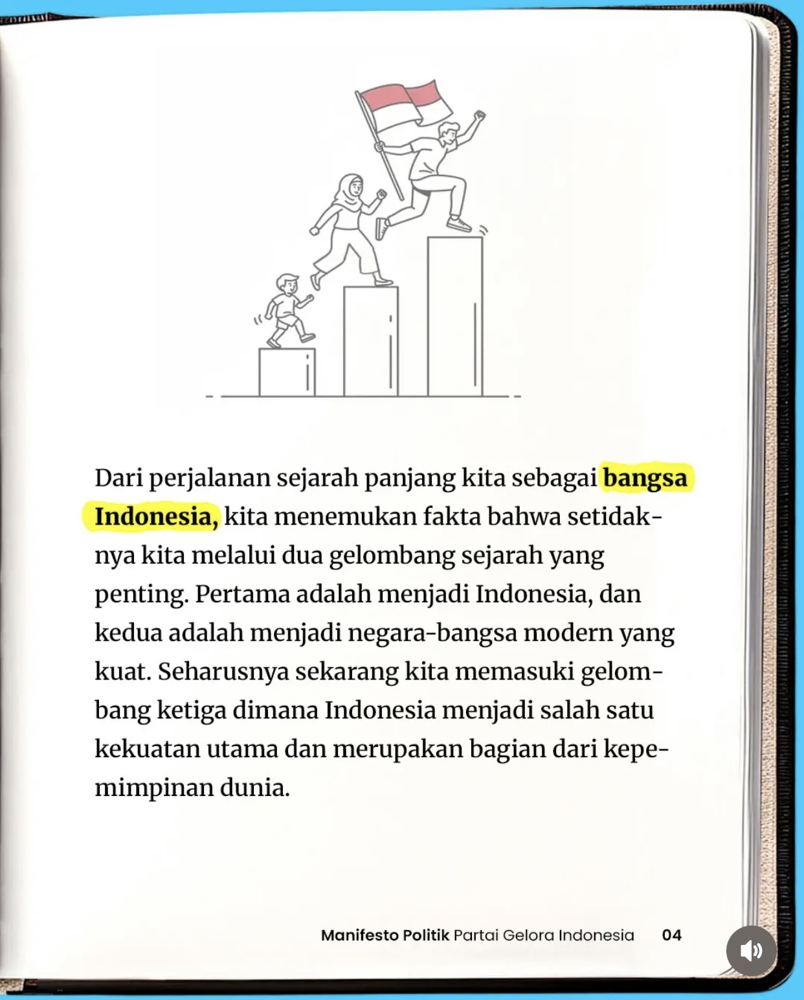 Dari perjalanan sejarah panjang kita sebagai bangsa
Indonesia, kita menemukan fakta bahwa setidak-
nya kita melalui dua gelombang sejarah yang
penting. Pertama adalah menjadi Indonesia, dan
kedua adalah menjadi negara-bangsa modern yang
kuat. Seharusnya sekarang kita memasuki gelom-
bang ketiga dimana Indonesia menjadi salah satu
kekuatan utama dan merupakan bagian dari kepe-
mimpinan dunia.
Manifesto Politik Partai Gelora Indonesia 04